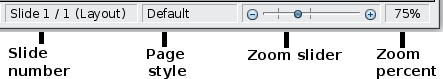 Slide 1 / 1 (Layout) Default 75%
Slide number
Page style
Zoom slider
Zoom percent